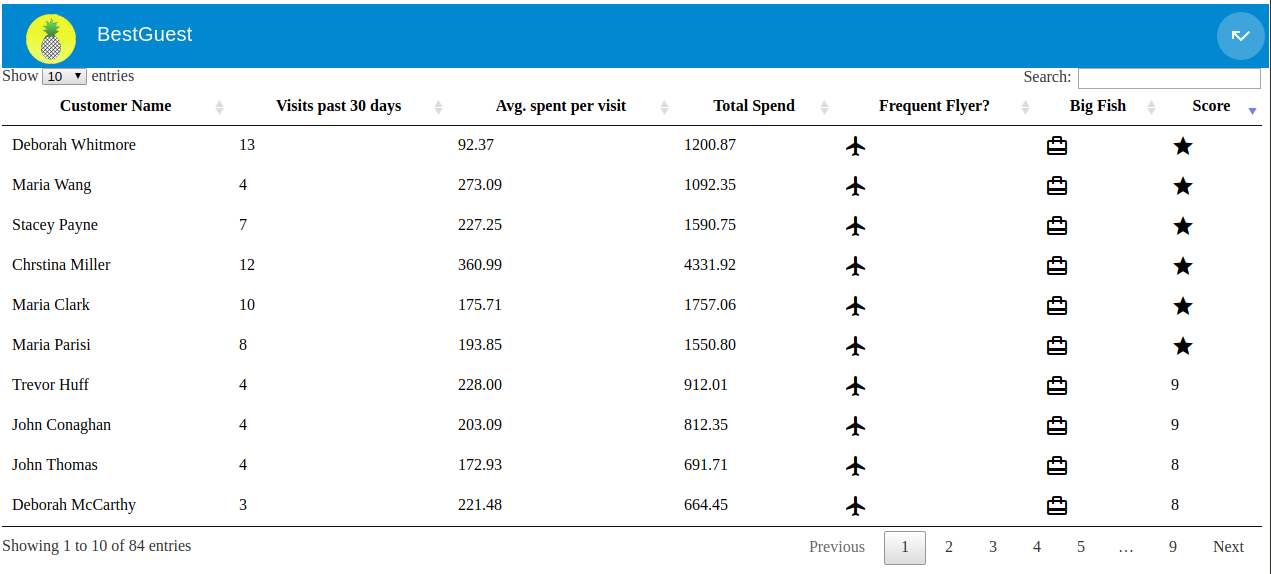 BestGuest
Show 10 entries Search:
Customer Name Visits past 30 days Avg. spent per visit Total Spend Frequent Flyer? Big Fish Score
Deborah Whitmore 13 92.37 1200.87
Maria Wang 4 273.09 1092.35
Stacey Payne 7 227.25 1590.75
Chrstina Miller 12 360.99 4331.92
Maria Clark 10 175.71 1757.06
Maria Parisi 8 193.85 1550.80
Trevor Huff 4 228.00 912.01 9
John Conaghan 4 203.09 812.35 9
John Thomas 4 172.93 691.71 8
Deborah McCarthy 3 221.48 664.45 8
Showing 1 to 10 of 84 entries Previous 1 2 3 4 5 … 9 Next